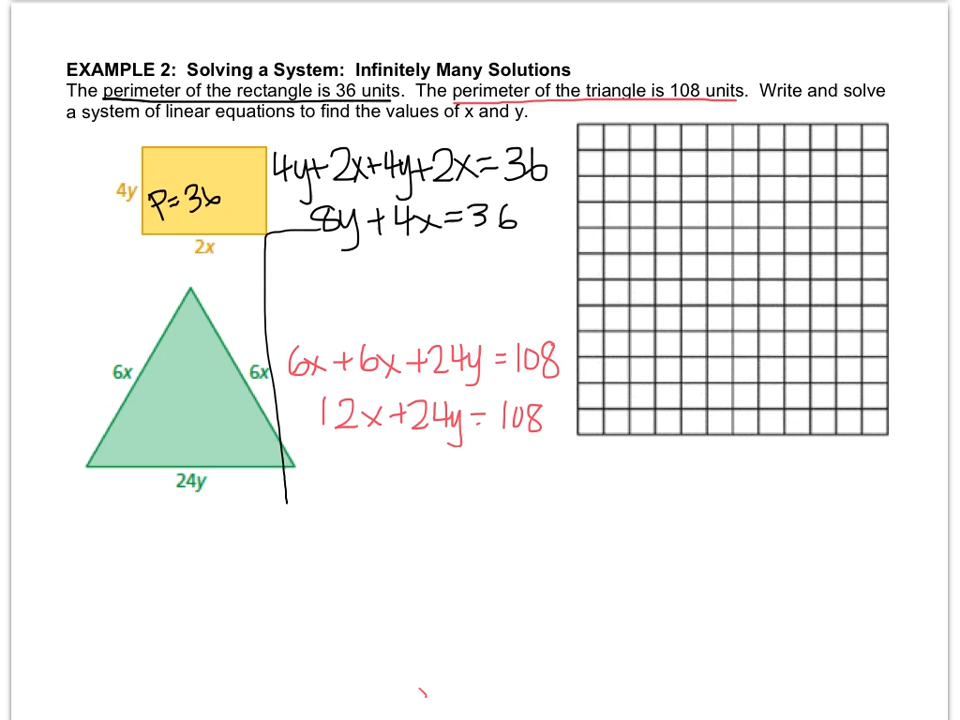 EXAMPLE 2: Solving a System: Infinitely Many Solutions
The perimeter of the rectangle is 36 units. The perimeter of the triangle is 108 units. Write and solve
a system of linear equations to find the values of x and y.
4y+2x+4y+2x=36
4y
P=36
8y+4x=36
2x
6x
6x
6x+6x+24y=108
12x+24y=108
24y